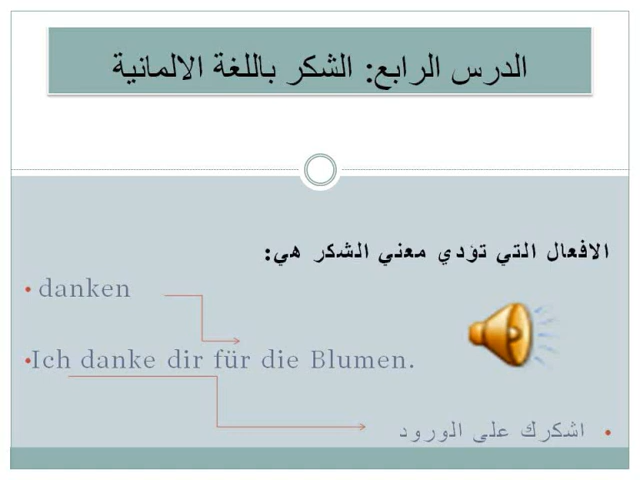 الدرس الرابع: الشكر باللغة الالمانية
الافعال التي تؤدي معني الشكر هي:
• danken
•Ich danke dir für die Blumen.
• اشكرك على الورود